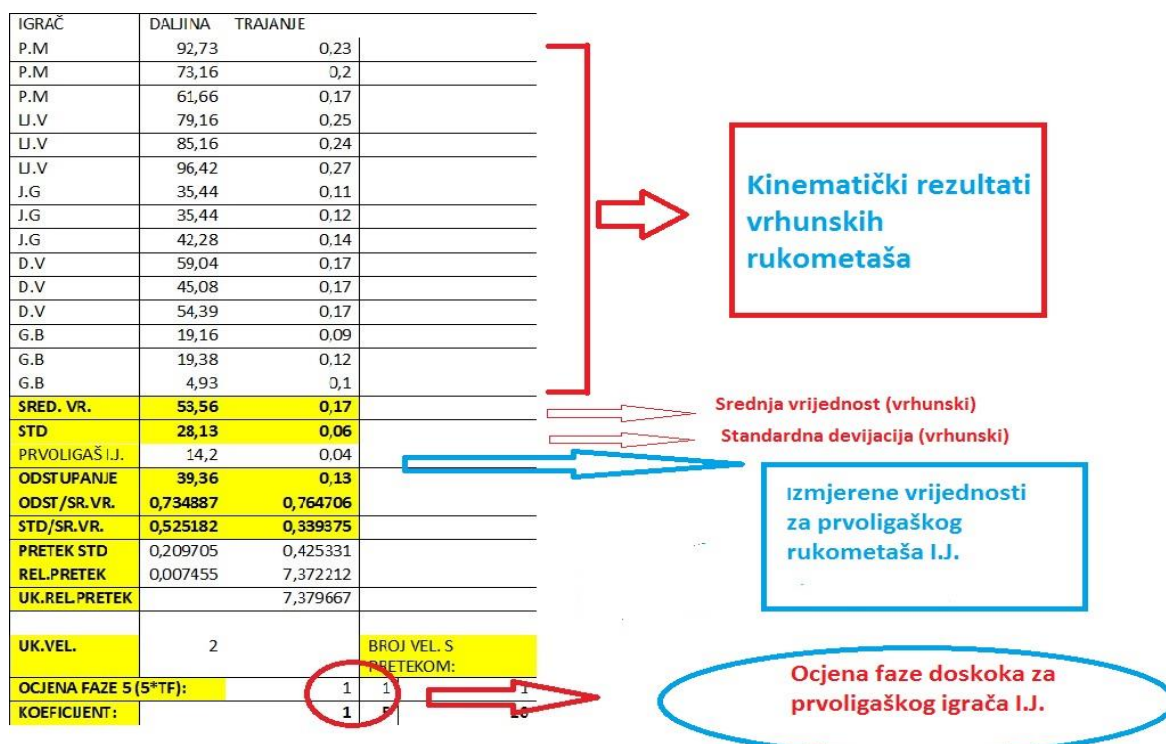 IGRAČ DALJINA TRAJANJE
P.M 92,73 0,23
P.M 73,16 0,2
P.M 61,66 0,17
LJ.V 79,16 0,25
LJ.V 85,16 0,24
LJ.V 96,42 0,27
J.G 35,44 0,11
J.G 35,44 0,12
J.G 42,28 0,14
D.V 59,04 0,17
D.V 45,08 0,17
D.V 54,39 0,17
G.B 19,16 0,09
G.B 19,38 0,12
G.B 4,93 0,1
SRED. VR. 53,56 0,17
STD 28,13 0,06
PRVOLIGAŠ I.J. 14,2 0,04
ODSTUPANJE 39,36 0,13
ODST/SR.VR. 0,734887 0,764706
STD/SR.VR. 0,525182 0,339375
PRETEK STD 0,209705 0,425331
REL.PRETEK 0,007455 7,372212
UK.REL.PRETEK 7,379667
UK.VEL. 2 BROJ VEL. S
PRETEKOM:
OCJENA FAZE 5 (5*TF): 1 1 1
KOEFICIJENT: 1
Kinematički rezultati
vrhunskih
rukometaša
Srednja vrijednost (vrhunski)
Standardna devijacija (vrhunski)
Izmjerene vrijednosti
za prvoligaškog
rukometaša I.J.
Ocjena faze doskoka za
prvoligaškog igrača I.J.